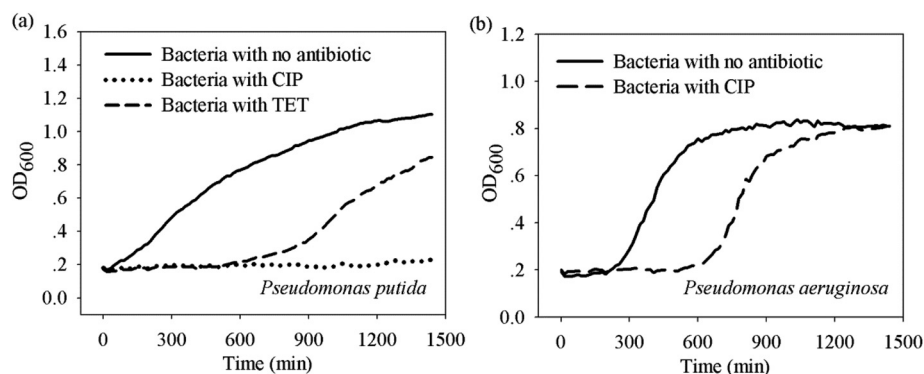 (a)
1.6
1.4
1.2
1.0
.8
.6
.4
.2
0.0
OD600
Bacteria with no antibiotic
Bacteria with CIP
Bacteria with TET
Pseudomonas putida
0 300 600 900 1200 1500
Time (min)
(b)
1.2
1.0
.8
.6
.4
.2
0.0
OD600
Bacteria with no antibiotic
Bacteria with CIP
Pseudomonas aeruginosa
0 300 600 900 1200 1500
Time (min)